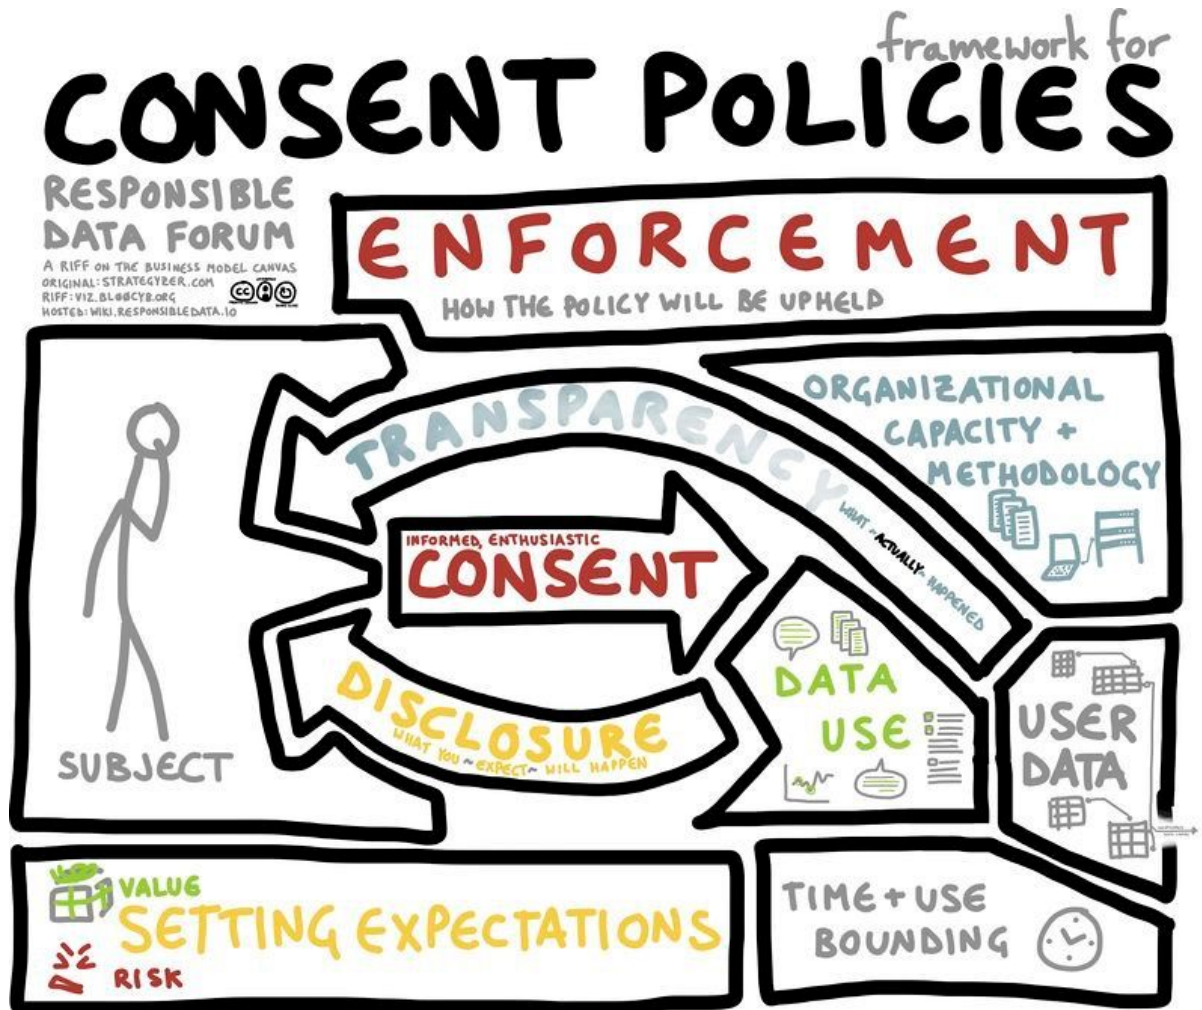 framework for
CONSENT POLICIES
RESPONSIBLE
DATA FORUM
A RIFF ON THE BUSINESS MODEL CANVAS
ORIGINAL: STRATEGYZER.COM
RIFF: VIZ.BL00CYB.ORG
HOSTED: WIKI.RESPONSIBLEDATA.IO
cc
ENFORCEMENT
HOW THE POLICY WILL BE UPHELD
TRANSPARENCY
WHAT ~ACTUALLY~ HAPPENED
ORGANIZATIONAL
CAPACITY +
METHODOLOGY
INFORMED, ENTHUSIASTIC
CONSENT
DISCLOSURE
WHAT YOU ~EXPECT~ WILL HAPPEN
SUBJECT
DATA
USE
USER
DATA
VALUE
SETTING EXPECTATIONS
RISK
TIME + USE
BOUNDING